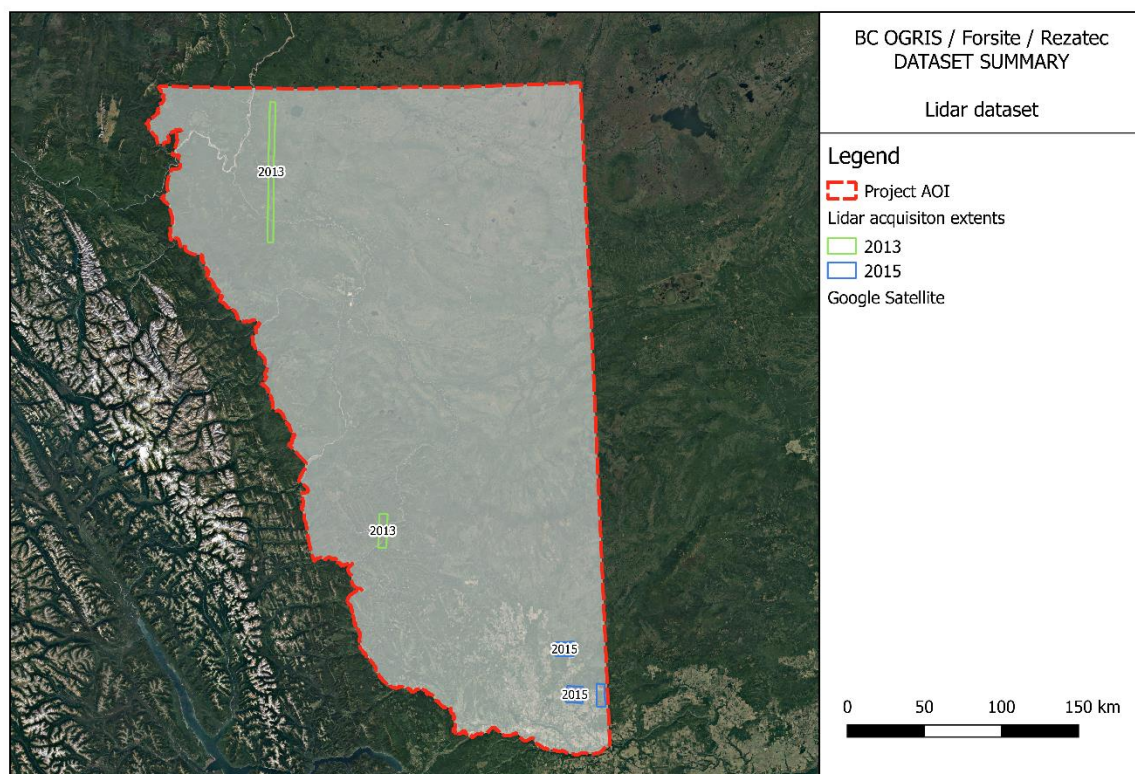 BC OGRIS / Forsite / Rezatec
DATASET SUMMARY
Lidar dataset
Legend
Project AOI
Lidar acquisiton extents
2013
2015
Google Satellite
0 50 100 150 km
2013
2013
2015
2015